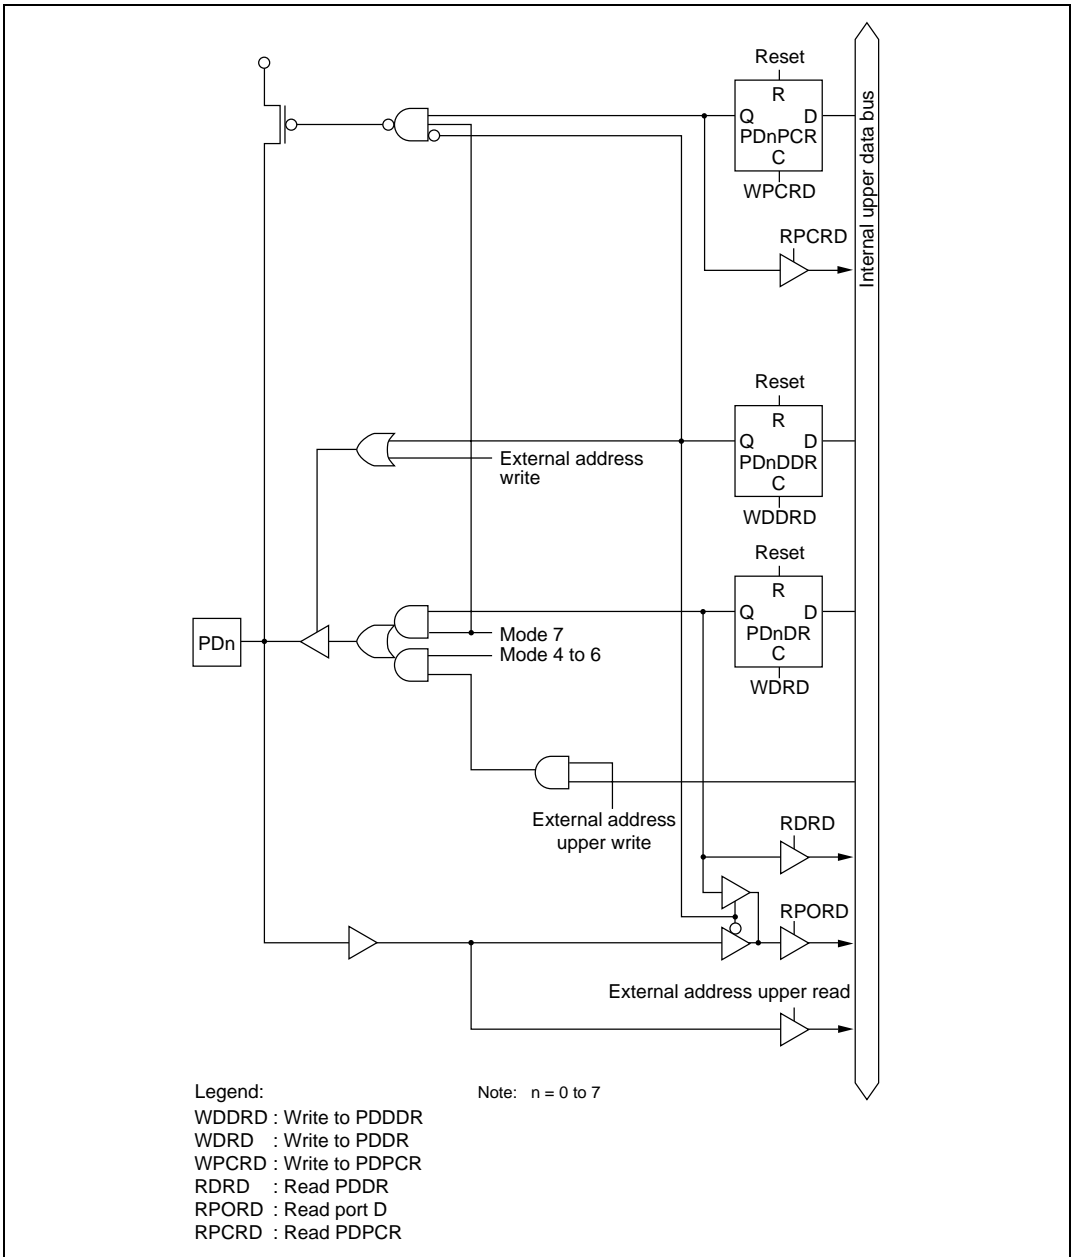 Reset
R
Q D
PDnPCR
C
WPCRD
RPCRD
Internal upper data bus
Reset
R
Q D
PDnDDR
C
WDDRD
External address
write
Reset
R
Q D
PDnDR
C
WDRD
PDn
Mode 7
Mode 4 to 6
External address
upper write
RDRD
RPORD
External address upper read
Legend:
WDDRD : Write to PDDDR
WDRD : Write to PDDR
WPCRD : Write to PDPCR
RDRD : Read PDDR
RPORD : Read port D
RPCRD : Read PDPCR
Note: n = 0 to 7